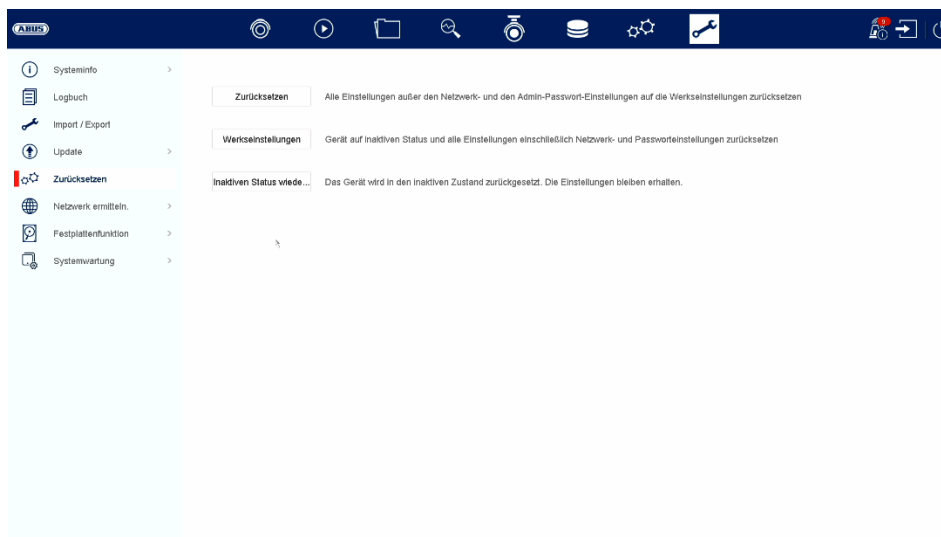 ABUS
9
Systeminfo
Logbuch
Import / Export
Update
Zurücksetzen
Netzwerk ermitteln.
Festplattenfunktion
Systemwartung
Zurücksetzen Alle Einstellungen außer den Netzwerk- und den Admin-Passwort-Einstellungen auf die Werkseinstellungen zurücksetzen
Werkseinstellungen Gerät auf inaktiven Status und alle Einstellungen einschließlich Netzwerk- und Passworteinstellungen zurücksetzen
Inaktiven Status wiede... Das Gerät wird in den inaktiven Zustand zurückgesetzt. Die Einstellungen bleiben erhalten.